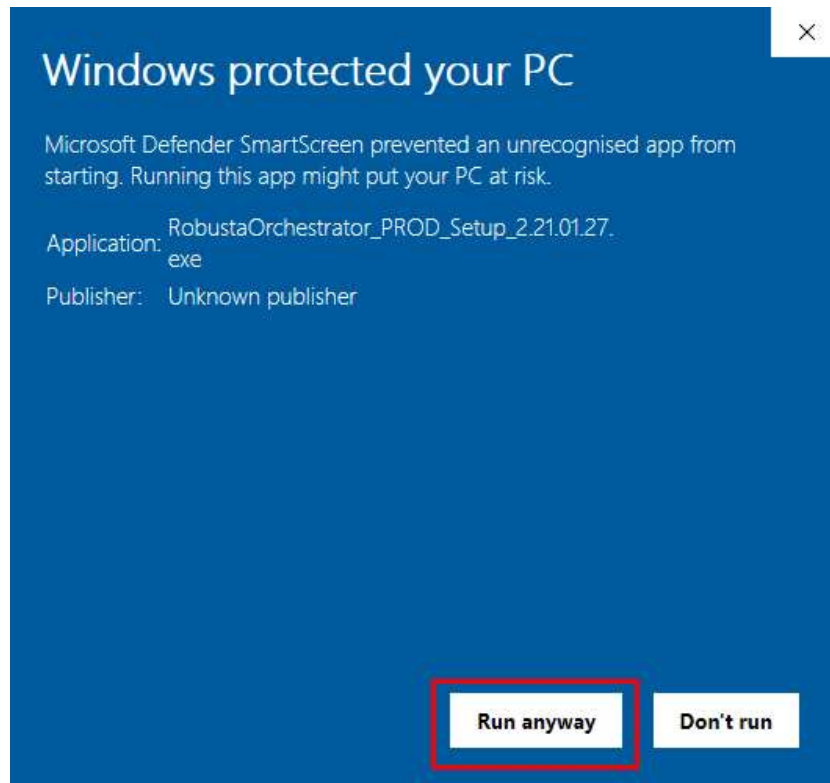 Windows protected your PC
Microsoft Defender SmartScreen prevented an unrecognised app from
starting. Running this app might put your PC at risk.
Application: RobustaOrchestrator_PROD_Setup_2.21.01.27.
exe
Publisher: Unknown publisher
Run anyway Don't run